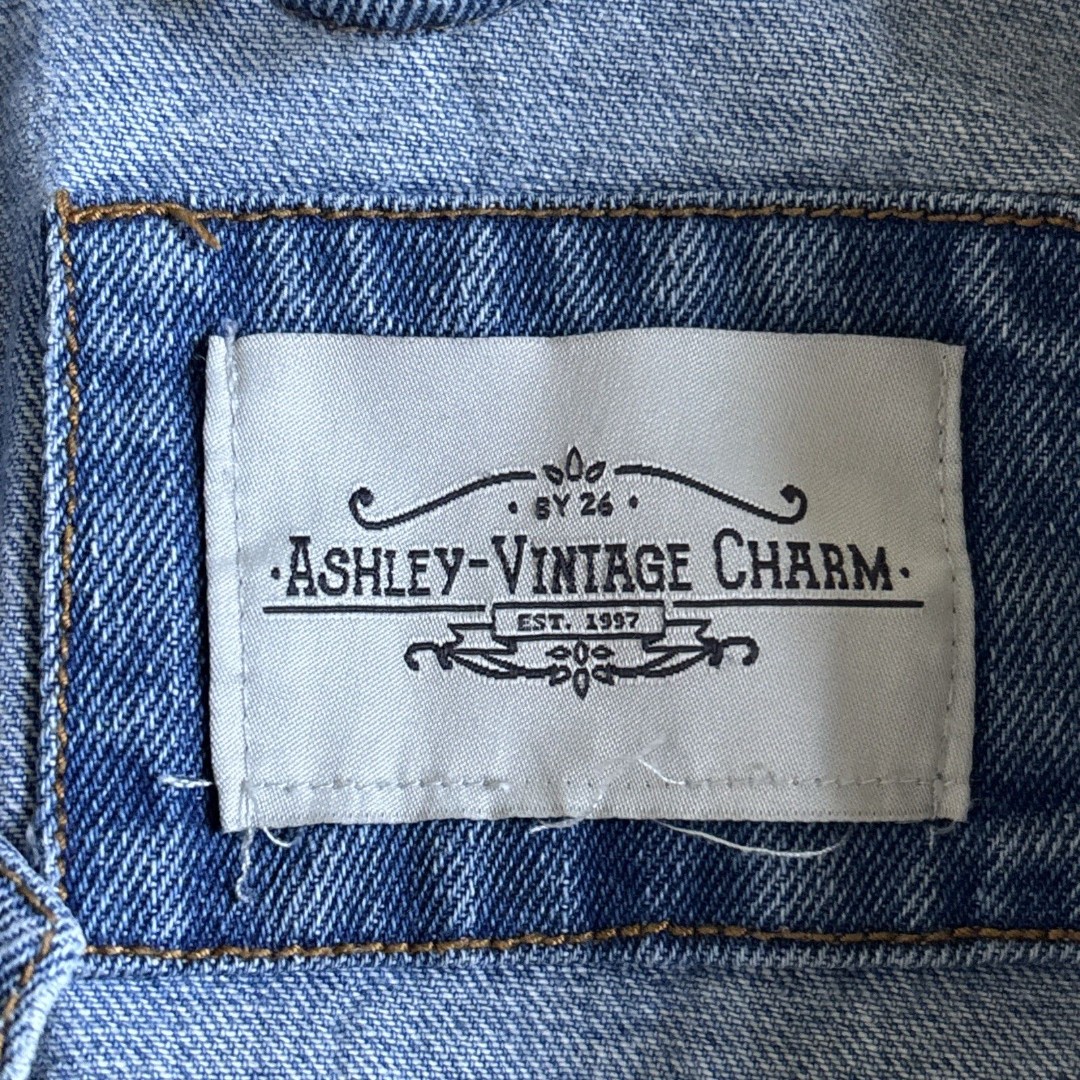 · BY 26 ·
· ASHLEY-VINTAGE CHARM ·
EST. 1997